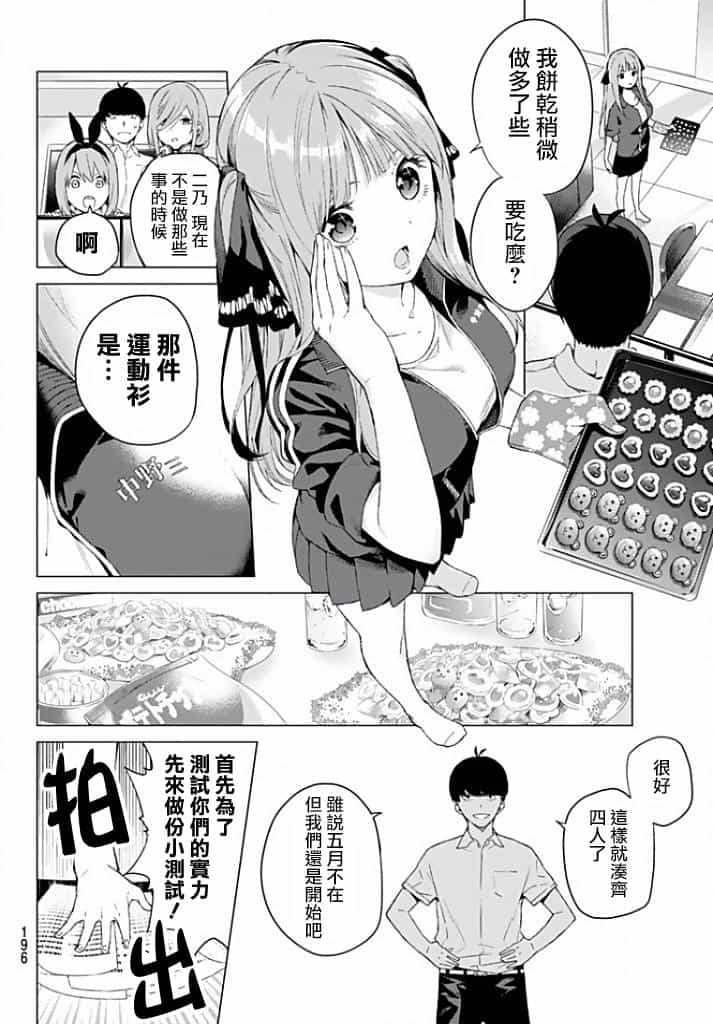 我餅乾稍微
做多了些
要吃麼?
二乃 現在
不是做那些
事的時候
啊
那件
運動衫
是…
中野三
choco
很好
這樣就湊齊
四人了
雖説五月不在
但我們還是開始吧
首先為了
測試你們的實力
先來做份小測試!
拍
出
196